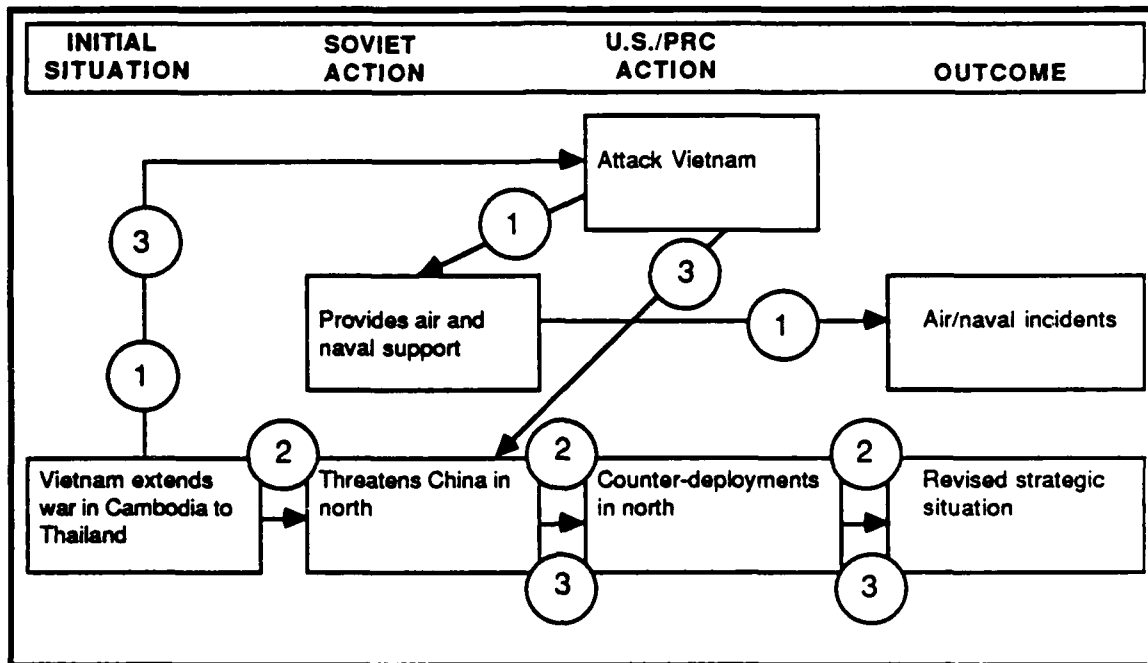 INITIAL
SITUATION
SOVIET
ACTION
U.S./PRC
ACTION
OUTCOME
Attack Vietnam
1
3
3
Provides air and
naval support
1
Air/naval incidents
1
2
2
2
Vietnam extends
war in Cambodia to
Thailand
Threatens China in
north
Counter-deployments
in north
Revised strategic
situation
3
3